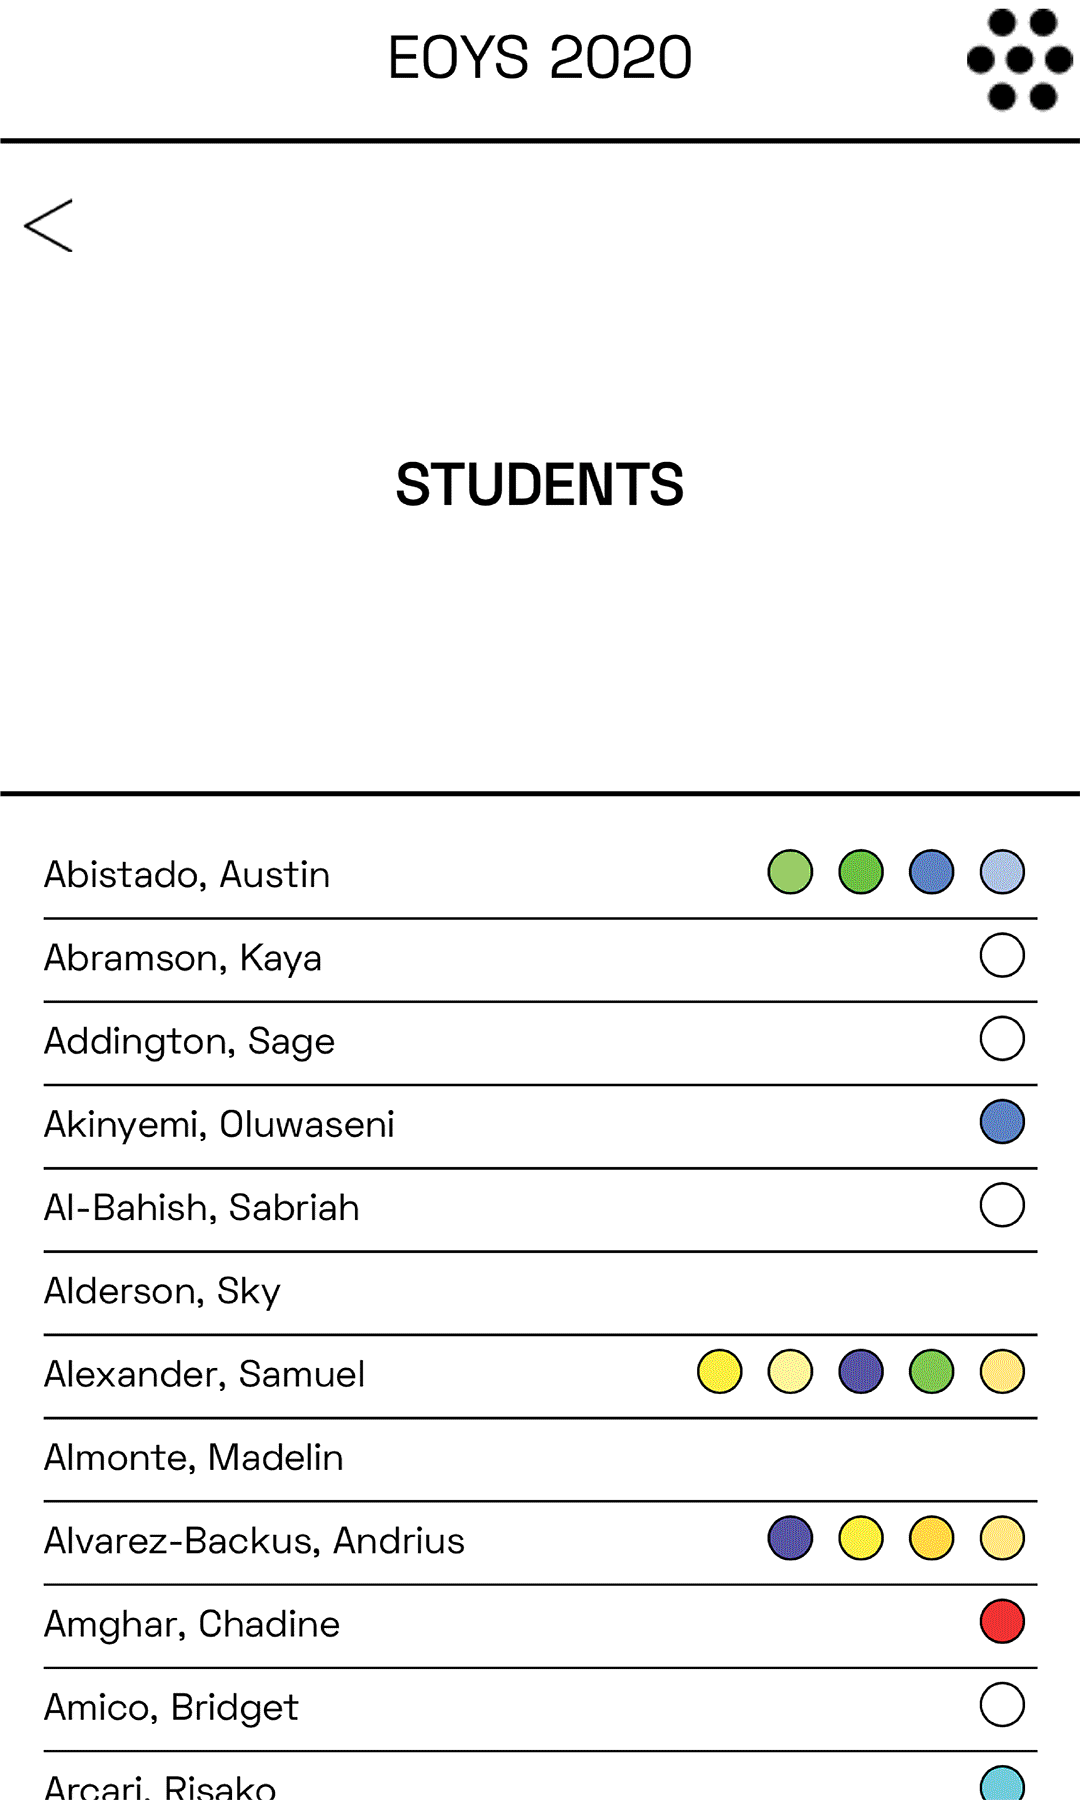 EOYS 2020
<
STUDENTS
Abistado, Austin
Abramson, Kaya
Addington, Sage
Akinyemi, Oluwaseni
Al-Bahish, Sabriah
Alderson, Sky
Alexander, Samuel
Almonte, Madelin
Alvarez-Backus, Andrius
Amghar, Chadine
Amico, Bridget
Arcari, Risako